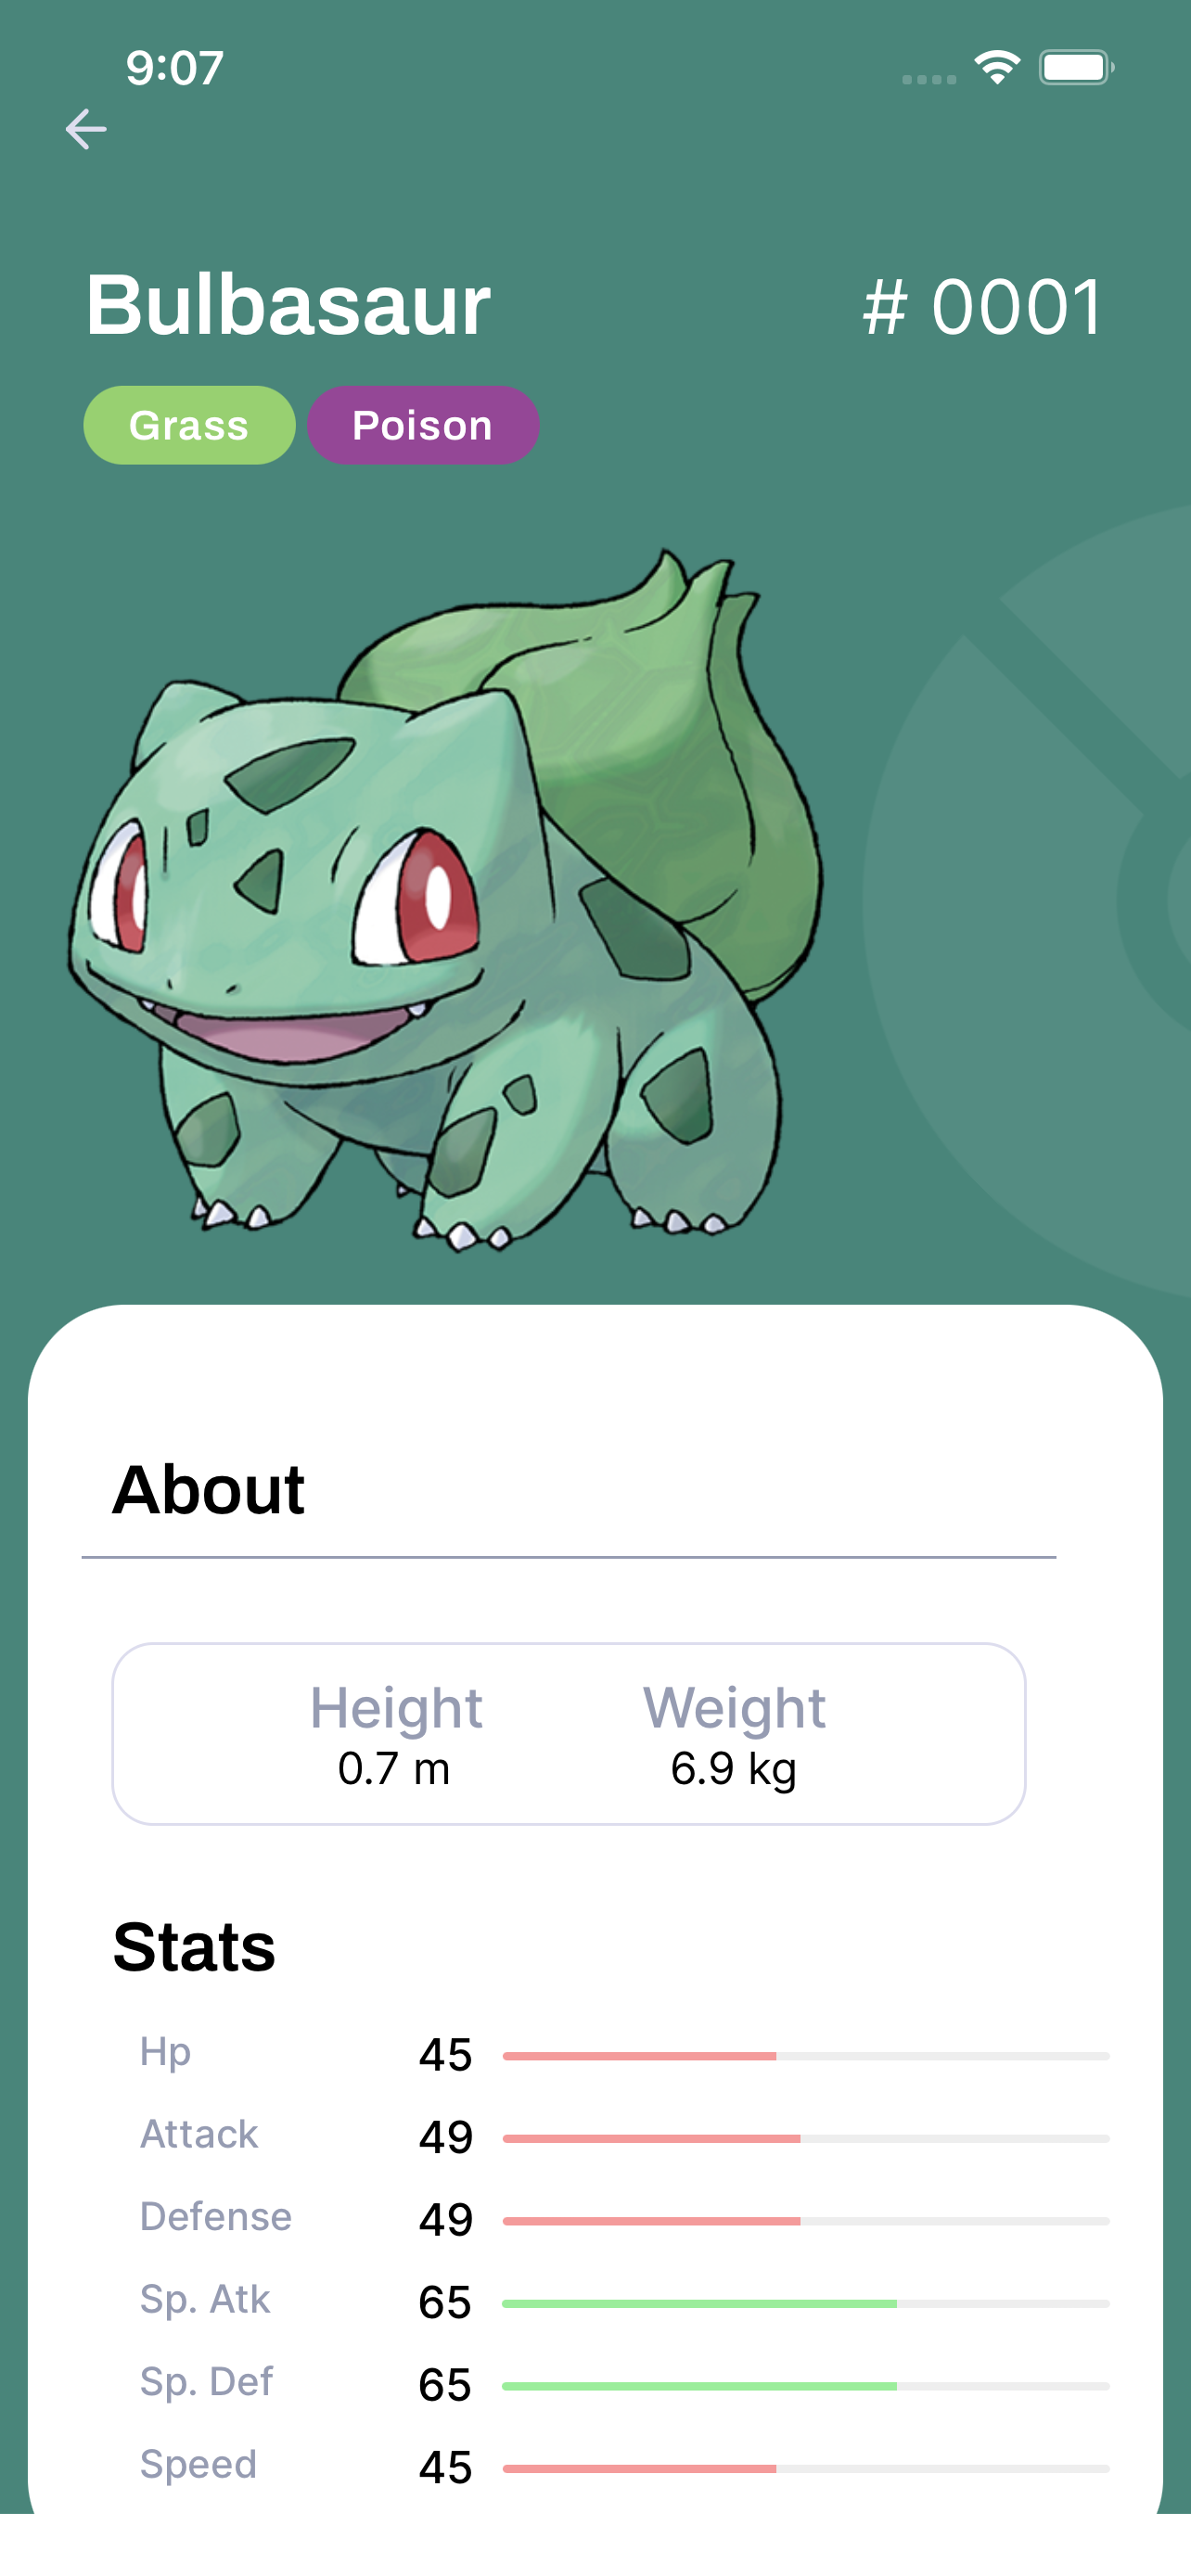 9:07
Bulbasaur # 0001
Grass Poison
About
Height Weight
0.7 m 6.9 kg
Stats
Hp 45
Attack 49
Defense 49
Sp. Atk 65
Sp. Def 65
Speed 45